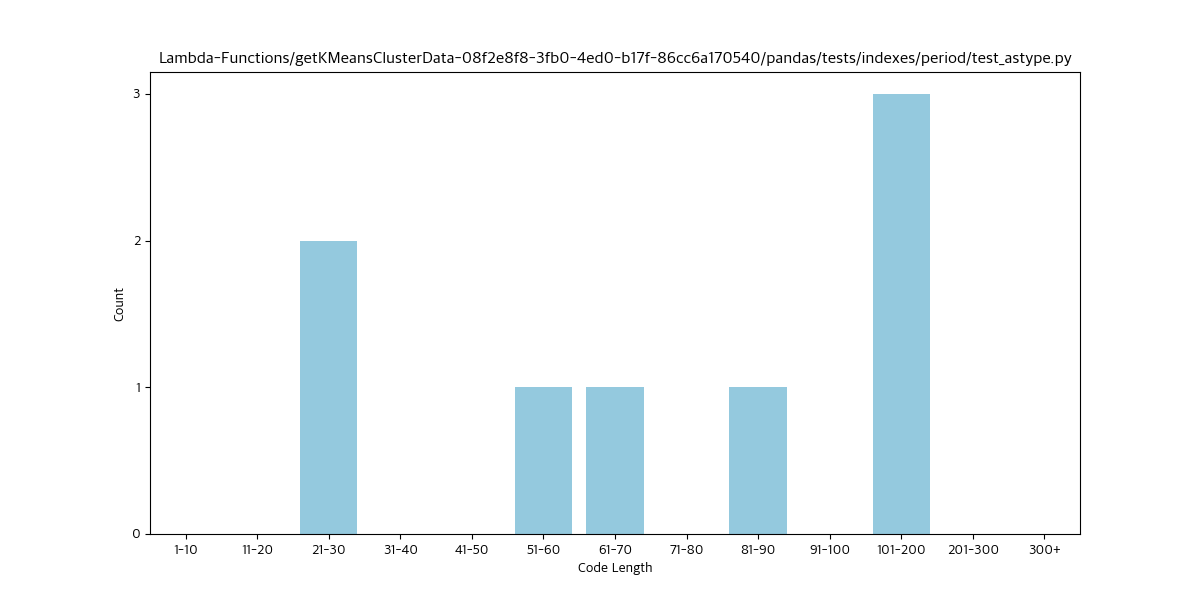 Lambda-Functions/getKMeansClusterData-08f2e8f8-3fb0-4ed0-b17f-86cc6a170540/pandas/tests/indexes/period/test_astype.py
3
2
1
0
Count
1-10 11-20 21-30 31-40 41-50 51-60 61-70 71-80 81-90 91-100 101-200 201-300 300+
Code Length